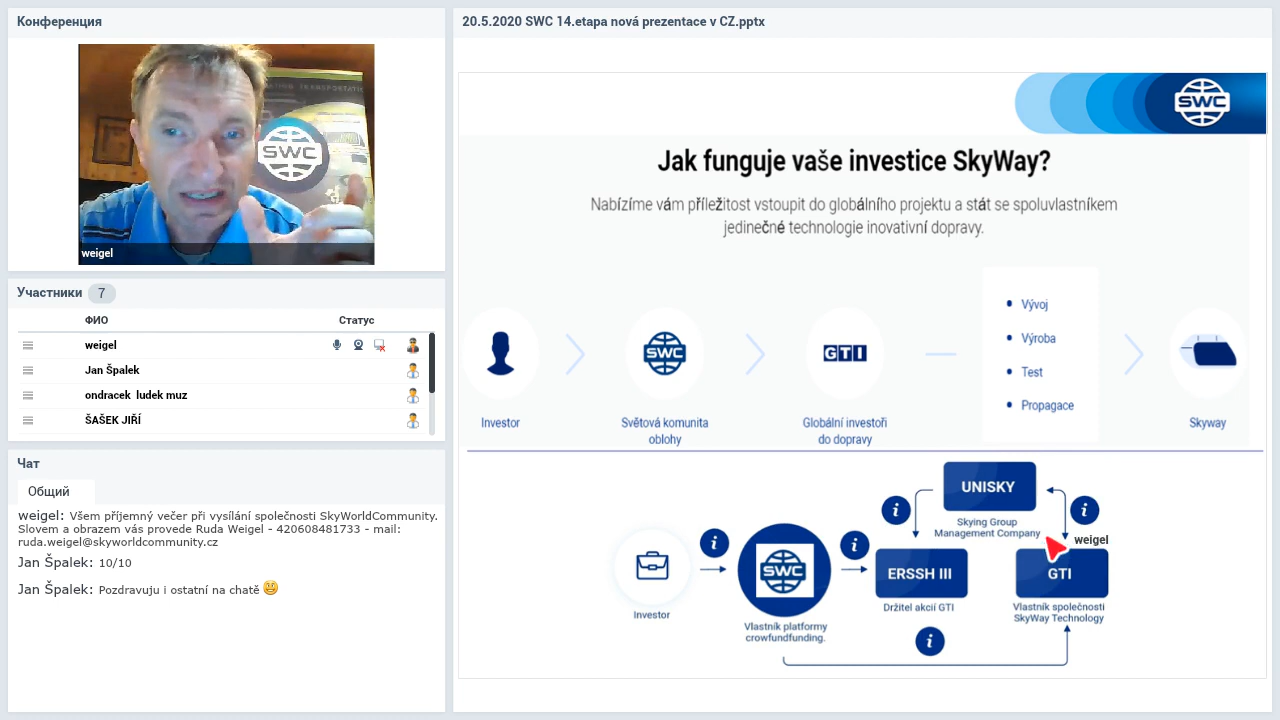 Конференция
SWC
weigel
Участники 7
ФИО Статус
weigel
Jan Špalek
ondracek ludek muz
ŠAŠEK JIŘÍ
Чат
Общий
weigel: Všem příjemný večer při vysílání společnosti SkyWorldCommunity.
Slovem a obrazem vás provede Ruda Weigel - 420608481733 - mail:
ruda.weigel@skyworldcommunity.cz
Jan Špalek: 10/10
Jan Špalek: Pozdravuju i ostatní na chatě
20.5.2020 SWC 14.etapa nová prezentace v CZ.pptx
SWC
Jak funguje vaše investice SkyWay?
Nabízíme vám příležitost vstoupit do globálního projektu a stát se spoluvlastníkem
jedinečné technologie inovativní dopravy.
SWC
GTI
Vývoj
Výroba
Test
Propagace
Investor
Světová komunita
oblohy
Globální investoři
do dopravy
Skyway
UNISKY
Skying Group
Management Company
i
i
i
i
weigel
SWC
ERSSH III
GTI
Investor
Držitel akcií GTI
Vlastník společnosti
SkyWay Technology
Vlastník platformy
crowfundfunding.
i